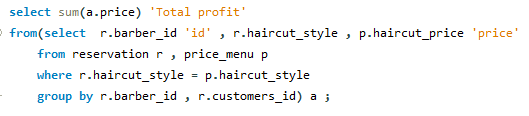 select sum(a.price) 'Total profit'
from(select r.barber_id 'id' , r.haircut_style , p.haircut_price 'price'
from reservation r , price_menu p
where r.haircut_style = p.haircut_style
group by r.barber_id , r.customers_id) a ;